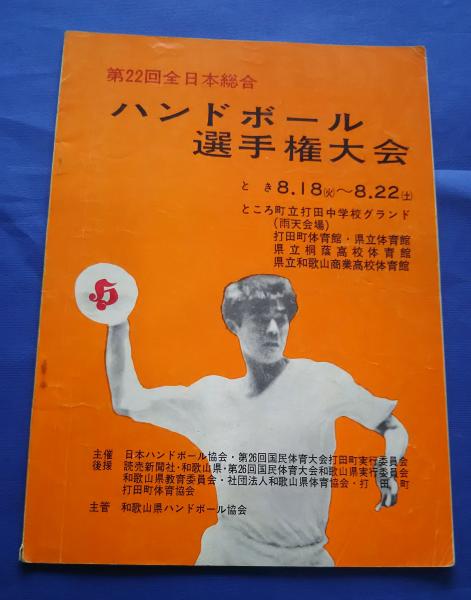 第22回全日本総合
ハンドボール
選手権大会
とき 8.18(火)〜8.22(土)
ところ 町立打田中学校グランド
(雨天会場)
打田町体育館・県立体育館
県立桐蔭高校体育館
県立和歌山商業高校体育館
H
主催 日本ハンドボール協会・第26回国民体育大会打田町実行委員会
後援 読売新聞社・和歌山県・第26回国民体育大会和歌山県実行委員会
和歌山県教育委員会・社団法人和歌山県体育協会・打田町
打田町体育協会
主管 和歌山県ハンドボール協会